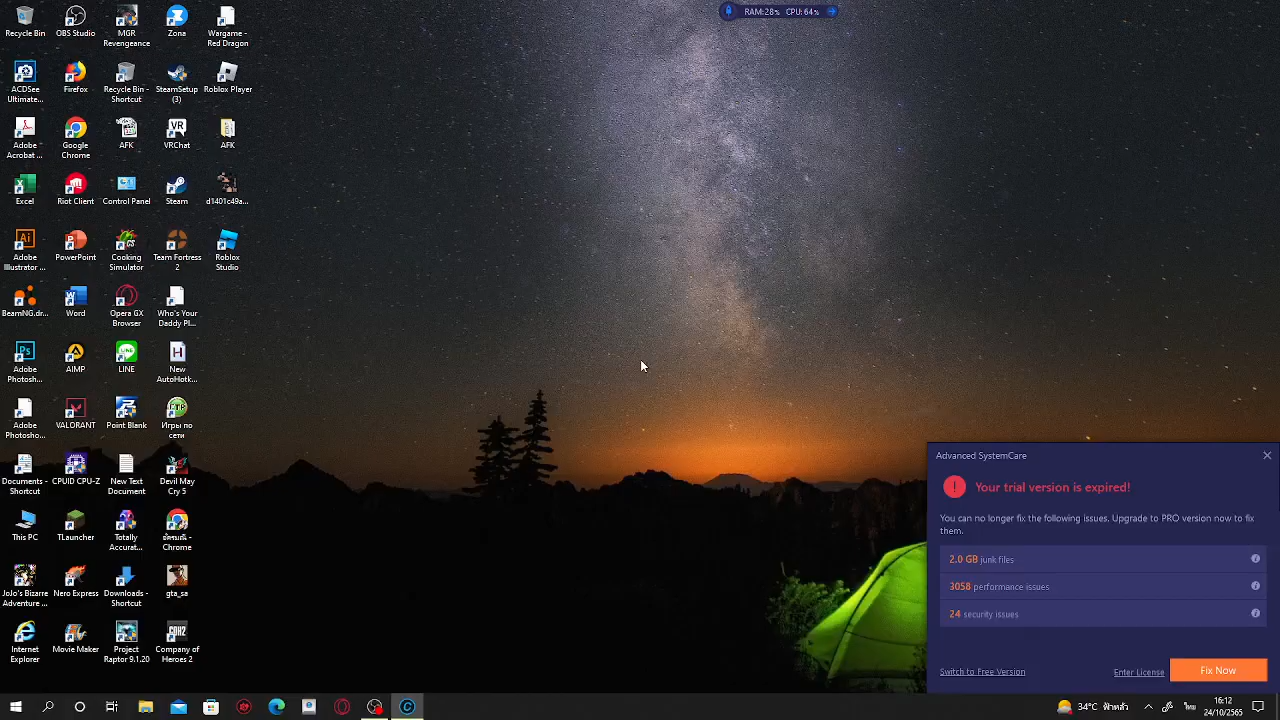 RAM:28% CPU:64%
Recycle Bin
OBS Studio
MGR
Revengeance
Zona
Wargame -
Red Dragon
ACDSee
Ultimate...
Firefox
Recycle Bin -
Shortcut
SteamSetup
(3)
Roblox Player
Adobe
Acrobat...
Google
Chrome
AFK
VRChat
AFK
Excel
Riot Client
Control Panel
Steam
d1401c49a...
Adobe
Illustrator ...
PowerPoint
Cooking
Simulator
Team Fortress
2
Roblox
Studio
BeamNG.dr...
Word
Opera GX
Browser
Who's Your
Daddy Pl...
Adobe
Photosh...
AIMP
LINE
New
AutoHotk...
Adobe
Photosho...
VALORANT
Point Blank
Игры по
сети
Documents -
Shortcut
CPUID CPU-Z
New Text
Document
Devil May
Cry 5
This PC
TLauncher
Totally
Accurat...
- Chrome
JoJo's Bizarre
Adventure ...
Nero Express
Downloads -
Shortcut
gta_sa
Internet
Explorer
Movie Maker
Project
Raptor 9.1.20
Company of
Heroes 2
Advanced SystemCare
Your trial version is expired!
You can no longer fix the following issues. Upgrade to PRO version now to fix
them.
2.0 GB junk files
3058 performance issues
24 security issues
Switch to Free Version
Enter License
Fix Now
34°C
16:12
24/10/2565